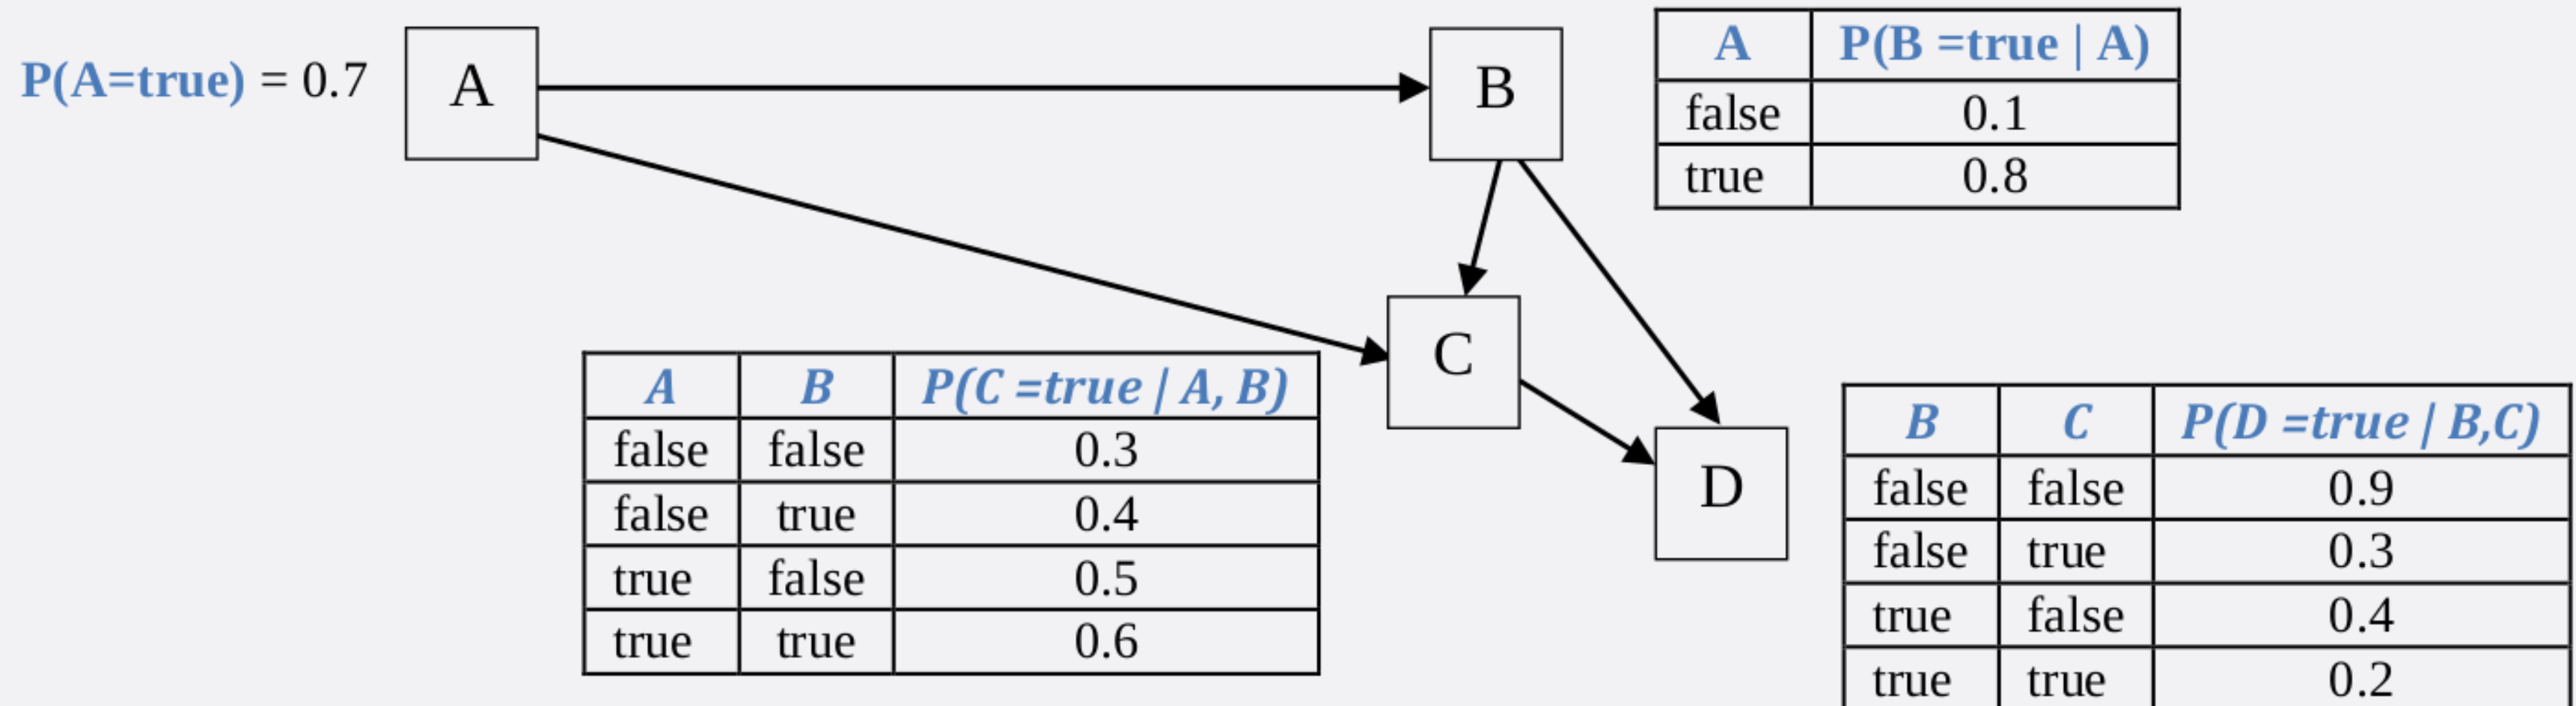 P(A=true) = 0.7
A
B
A P(B =true | A)
false 0.1
true 0.8
C
A B P(C =true | A, B)
false false 0.3
false true 0.4
true false 0.5
true true 0.6
D
B C P(D =true | B,C)
false false 0.9
false true 0.3
true false 0.4
true true 0.2